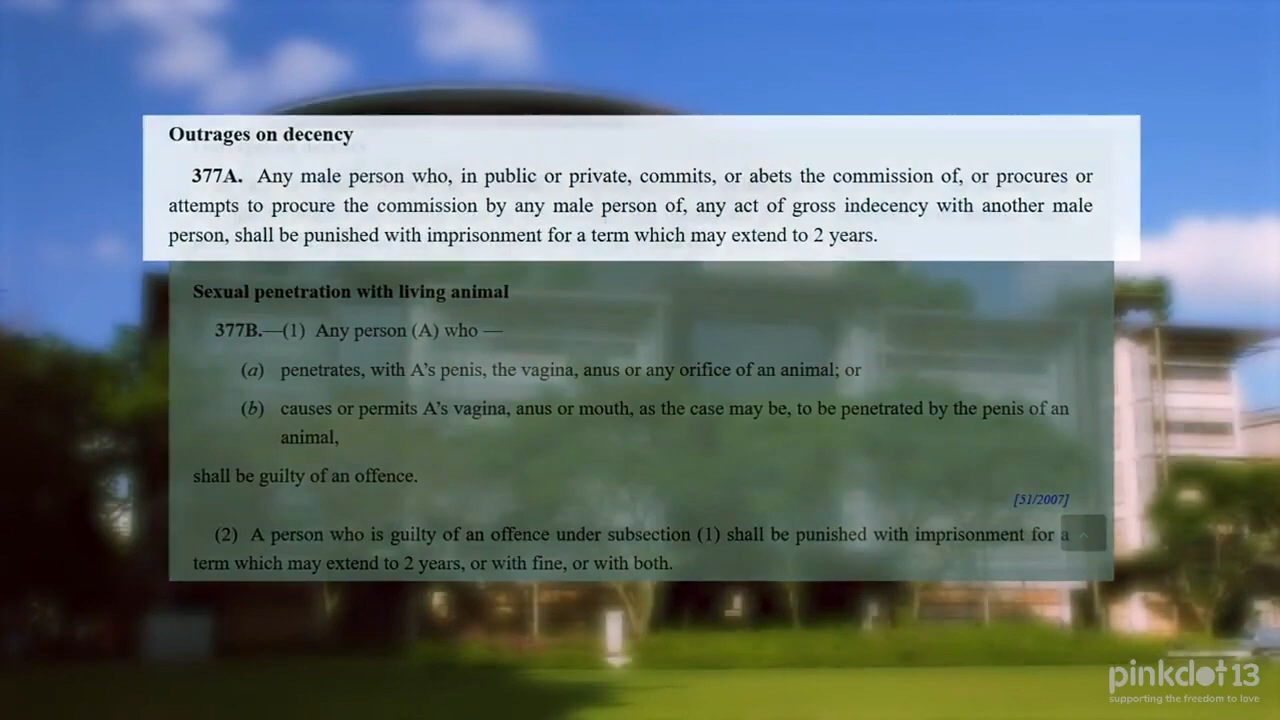 Outrages on decency
377A. Any male person who, in public or private, commits, or abets the commission of, or procures or
attempts to procure the commission by any male person of, any act of gross indecency with another male
person, shall be punished with imprisonment for a term which may extend to 2 years.
Sexual penetration with living animal
377B.—(1) Any person (A) who —
(a) penetrates, with A’s penis, the vagina, anus or any orifice of an animal; or
(b) causes or permits A’s vagina, anus or mouth, as the case may be, to be penetrated by the penis of an
animal,
shall be guilty of an offence.
[51/2007]
(2) A person who is guilty of an offence under subsection (1) shall be punished with imprisonment for a
term which may extend to 2 years, or with fine, or with both.
pinkdot 13
supporting the freedom to love